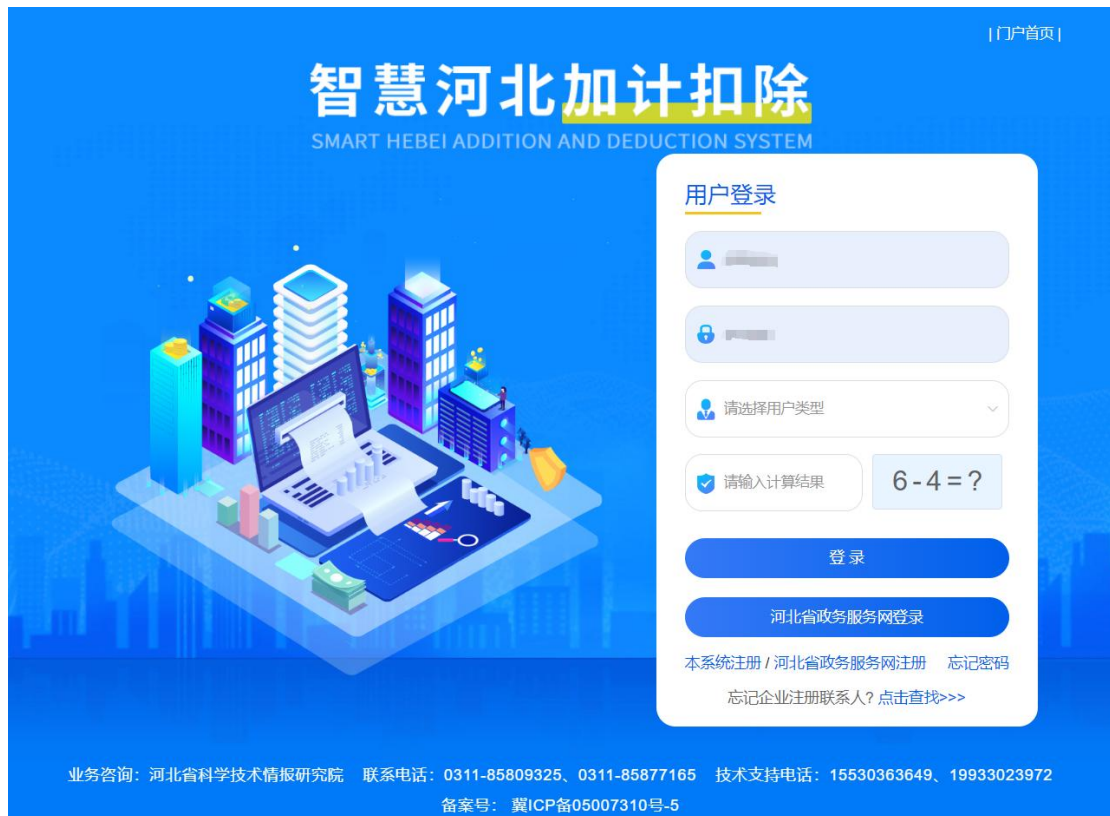 |门户首页|
智慧河北加计扣除
SMART HEBEI ADDITION AND DEDUCTION SYSTEM
用户登录
请选择用户类型
请输入计算结果 6-4=?
登录
河北省政务服务网登录
本系统注册 / 河北省政务服务网注册 忘记密码
忘记企业注册联系人? 点击查找>>>
业务咨询：河北省科学技术情报研究院 联系电话：0311-85809325、0311-85877165 技术支持电话：15530363649、19933023972
备案号： 冀ICP备05007310号-5